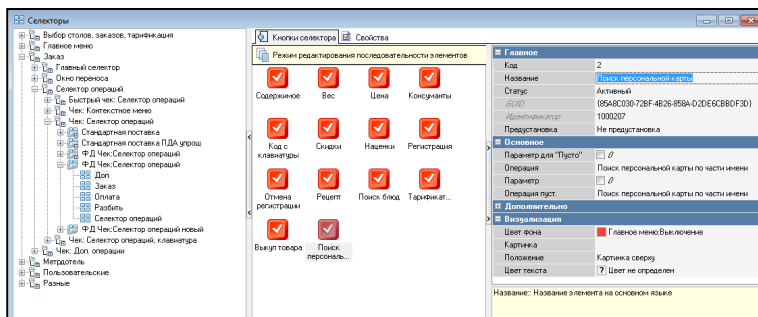 Селекторы
Выбор столов, заказов, тарификация
Главное меню
Заказ
Главный селектор
Окно переноса
Селектор операций
Быстрый чек: Селектор операций
Чек: Контекстное меню
Чек: Селектор операций
Стандартная поставка
Стандартная поставка ПДА упрощ
ФД Чек:Селектор операций
ФД Чек:Селектор операций
Доп
Заказ
Оплата
Разбить
Селектор операций
ФД Чек:Селектор операций новый
Чек: Селектор операций, клавиатура
Чек: Доп. операции
Метрдотель
Пользовательские
Разные
Кнопки селектора
Свойства
Режим редактирования последовательности элементов
Содержимое
Вес
Цена
Консуманты
Код с клавиатуры
Скидки
Наценки
Регистрация
Отмена регистрации
Рецепт
Поиск блюд
Тарификат...
Выкуп товара
Поиск персональ...
Главное
Код 2
Название Поиск персональной карты
Статус Активный
GUID {85A8C030-72BF-4B26-858A-D2DE6CBBDF3D}
Идентификатор 1000207
Предустановка Не предустановка
Основное
Параметр для "Пусто" 0
Операция Поиск персональной карты по части имени
Параметр 0
Операция пуст. Поиск персональной карты по части имени
Дополнительно
Визуализация
Цвет фона Главное меню:Выключение
Картинка
Положение Картинка сверху
Цвет текста ? Цвет не определен
Название:: Название элемента на основном языке